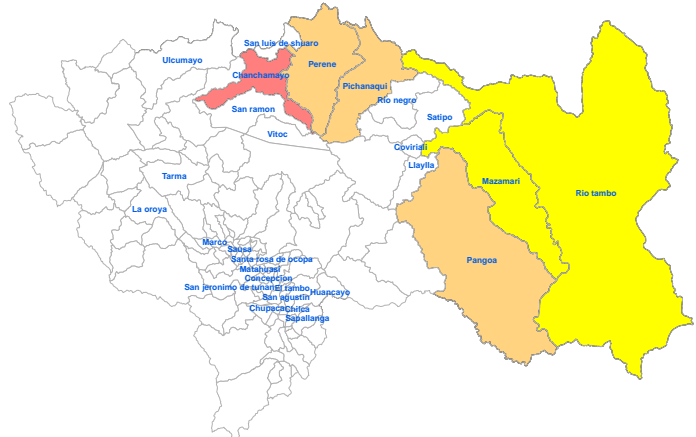 San luis de shuaro
Ulcumayo
Perene
Chanchamayo
Pichanaqui
Rio negro
San ramon
Satipo
Vitoc
Coviriali
Llaylla
Tarma
Mazamari
Rio tambo
La oroya
Marco
Sausa
Santa rosa de ocopa
Pangoa
Matahuasi
Concepcion
San jeronimo de tunan
El tambo
Huancayo
San agustin
Chupaca
Chilca
Sapallanga